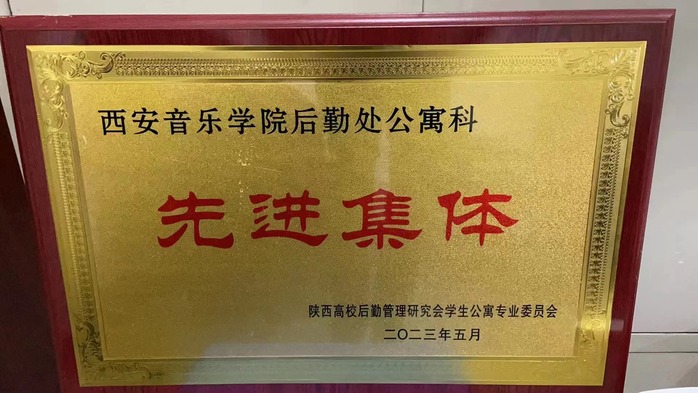 西安音乐学院后勤处公寓科
先进集体
陕西高校后勤管理研究会学生公寓专业委员会
二〇二三年五月